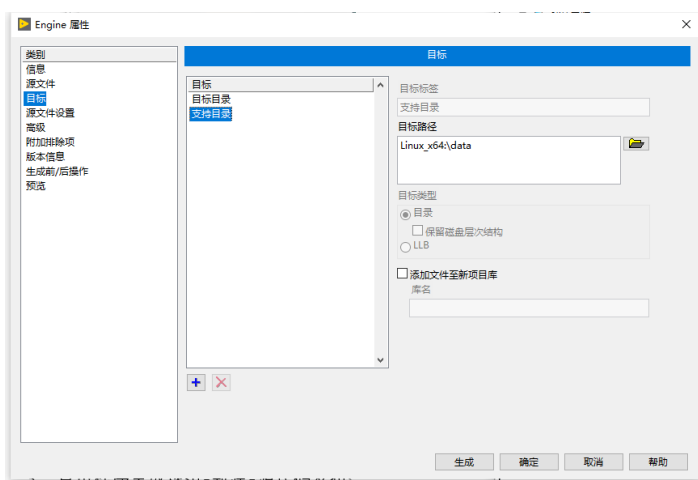 Engine 属性
类别
信息
源文件
目标
源文件设置
高级
附加排除项
版本信息
生成前/后操作
预览
目标
目标
目标目录
支持目录
目标标签
支持目录
目标路径
Linux_x64:\data
目标类型
目录
保留磁盘层次结构
LLB
添加文件至新项目库
库名
生成
确定
取消
帮助